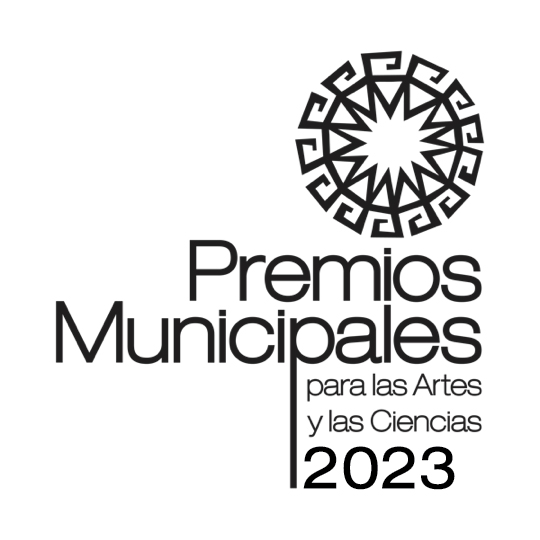 Premios
Municipales
para las Artes
y las Ciencias
2023